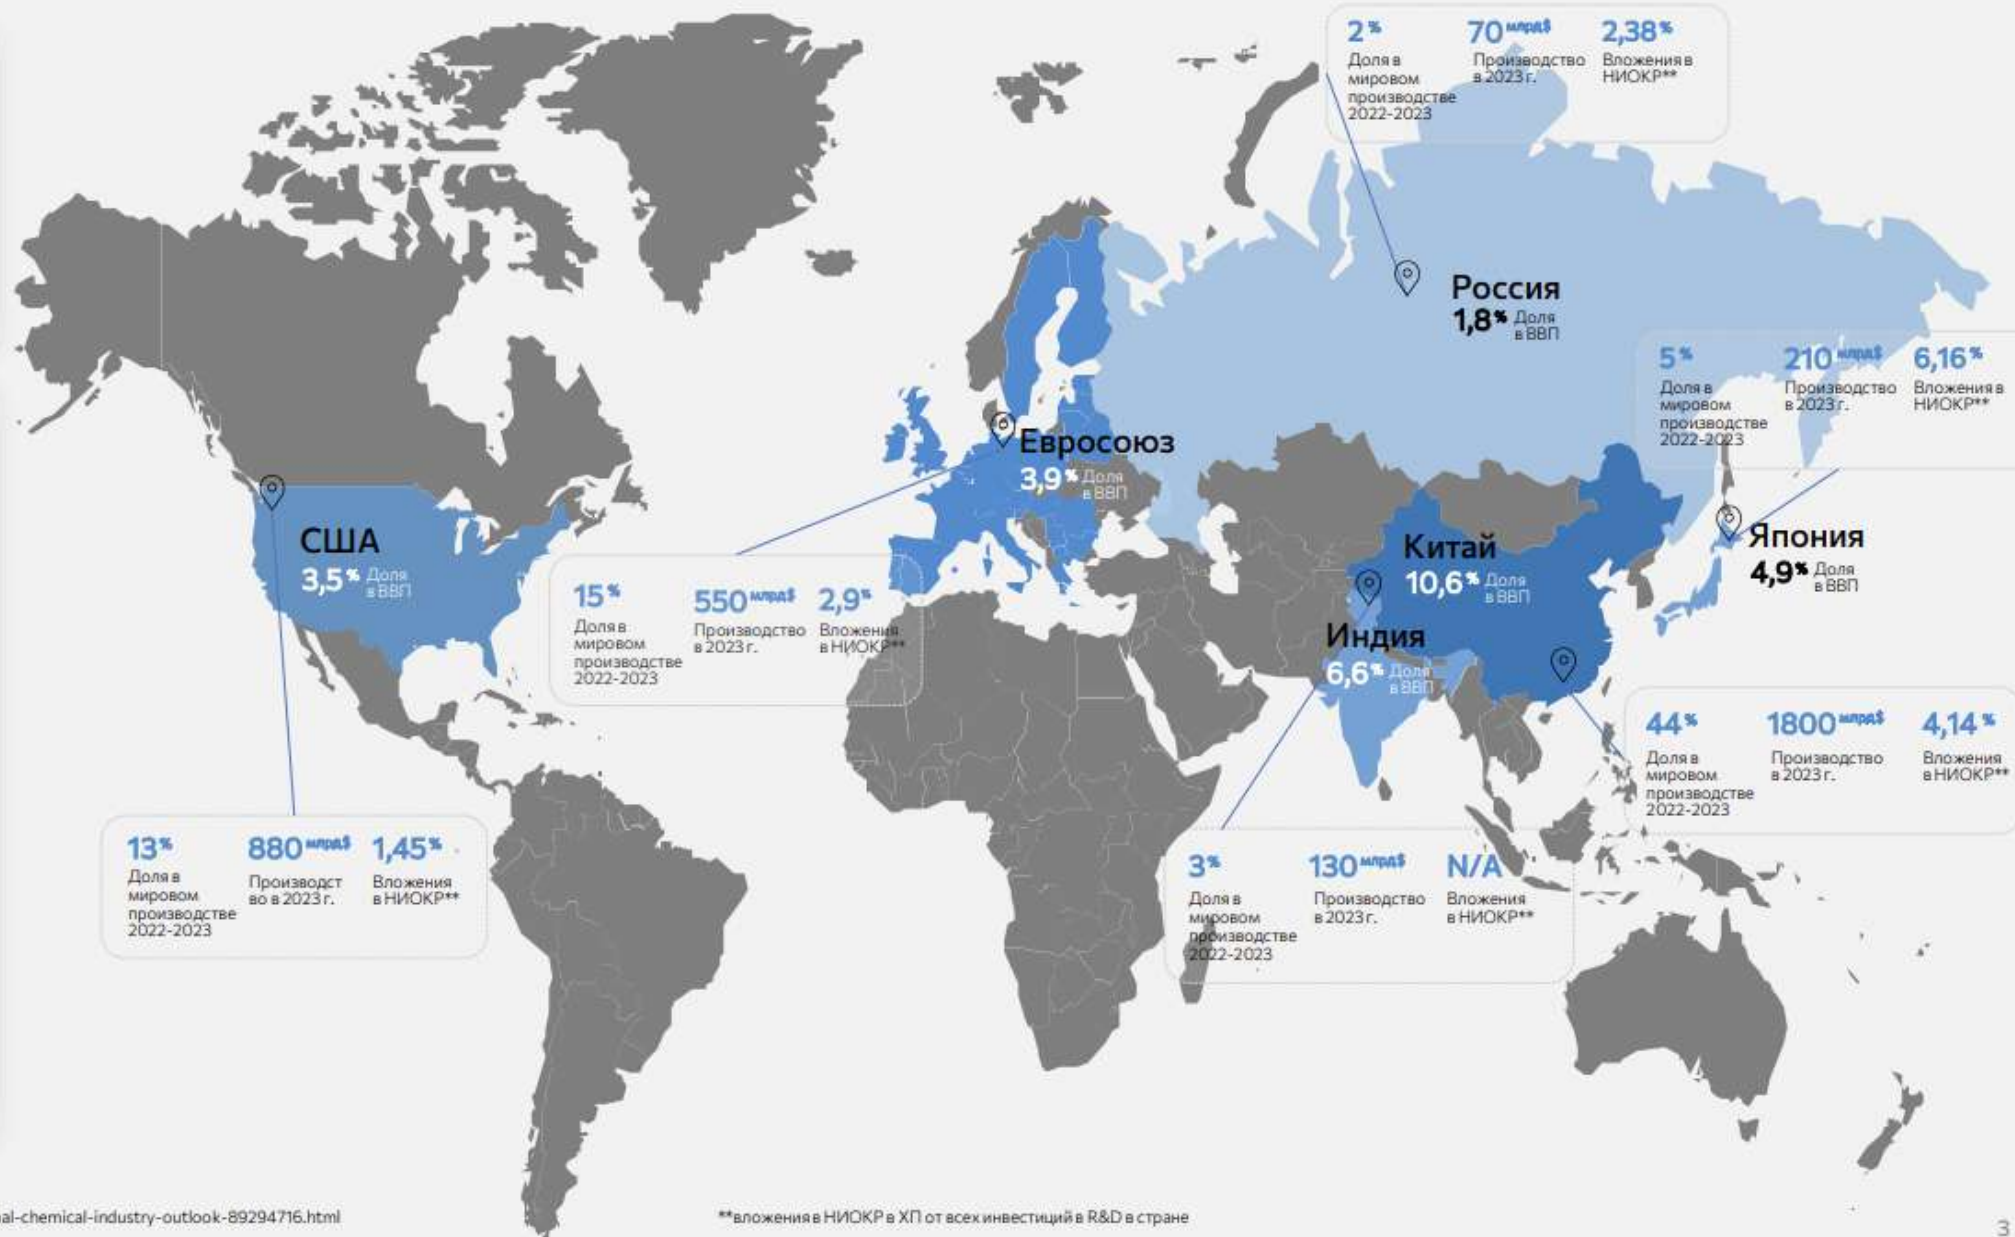 2% 70 млрд$ 2,38%
Доля в мировом производстве 2022-2023
Производство в 2023 г.
Вложения в НИОКР**
Россия
1,8% Доля в ВВП
5% 210 млрд$ 6,16%
Доля в мировом производстве 2022-2023
Производство в 2023 г.
Вложения в НИОКР**
Евросоюз
3,9% Доля в ВВП
США
3,5% Доля в ВВП
Китай
10,6% Доля в ВВП
Япония
4,9% Доля в ВВП
15% 550 млрд$ 2,9%
Доля в мировом производстве 2022-2023
Производство в 2023 г.
Вложения в НИОКР**
Индия
6,6% Доля в ВВП
44% 1800 млрд$ 4,14%
Доля в мировом производстве 2022-2023
Производство в 2023 г.
Вложения в НИОКР**
13% 880 млрд$ 1,45%
Доля в мировом производстве 2022-2023
Производст
во в 2023 г.
Вложения в НИОКР**
3% 130 млрд$ N/A
Доля в мировом производстве 2022-2023
Производство в 2023 г.
Вложения в НИОКР**
al-chemical-industry-outlook-89294716.html
**вложения в НИОКР в ХП от всех инвестиций в R&D в стране
3